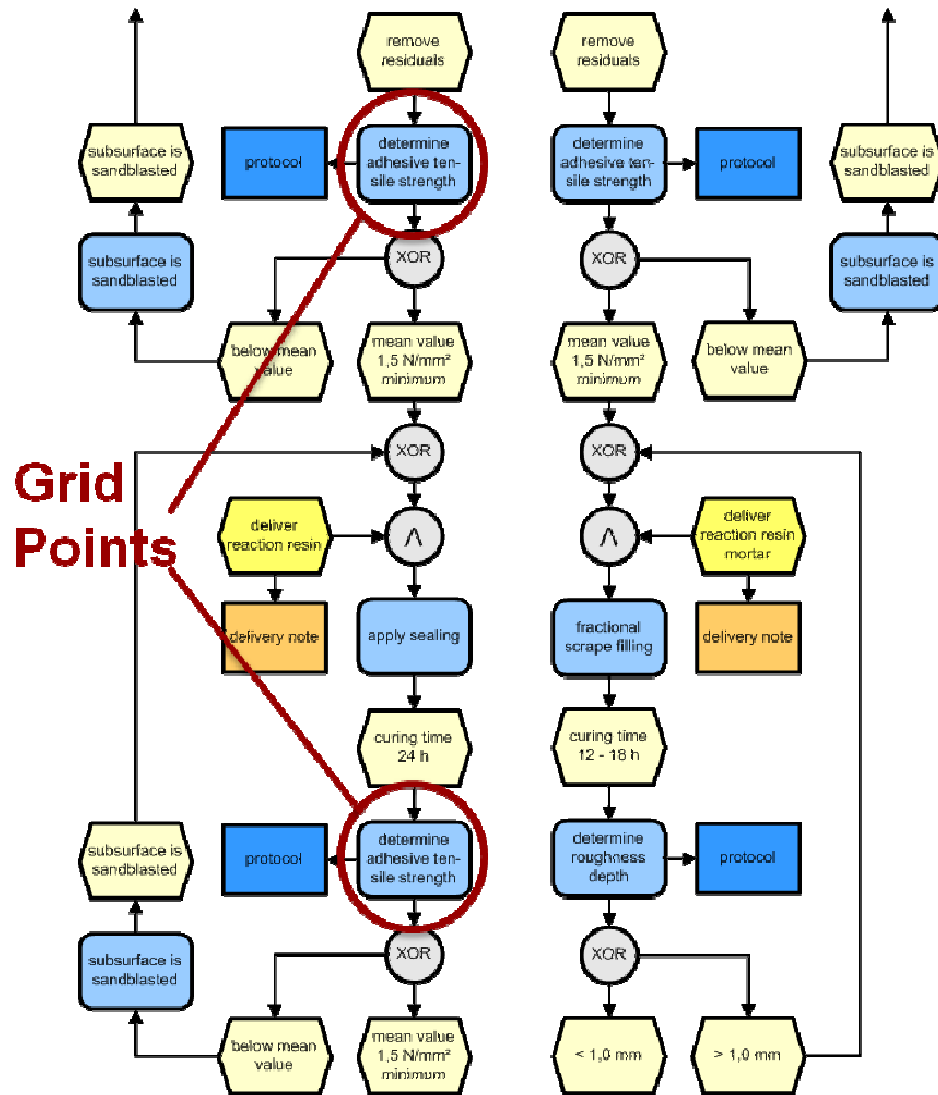 remove
residuals
remove
residuals
subsurface is
sandblasted
protocol
determine
adhesive ten-
sile strength
determine
adhesive ten-
sile strength
protocol
subsurface is
sandblasted
subsurface is
sandblasted
XOR
XOR
subsurface is
sandblasted
below mean
value
mean value
1,5 N/mm²
minimum
mean value
1,5 N/mm²
minimum
below mean
value
XOR
XOR
Grid
Points
deliver
reaction resin
Λ
Λ
deliver
reaction resin
mortar
delivery note
apply sealing
fractional
scrape filling
delivery note
curing time
24 h
curing time
12 - 18 h
subsurface is
sandblasted
protocol
determine
adhesive ten-
sile strength
determine
roughness
depth
protocol
subsurface is
sandblasted
XOR
XOR
below mean
value
mean value
1,5 N/mm²
minimum
< 1,0 mm
> 1,0 mm